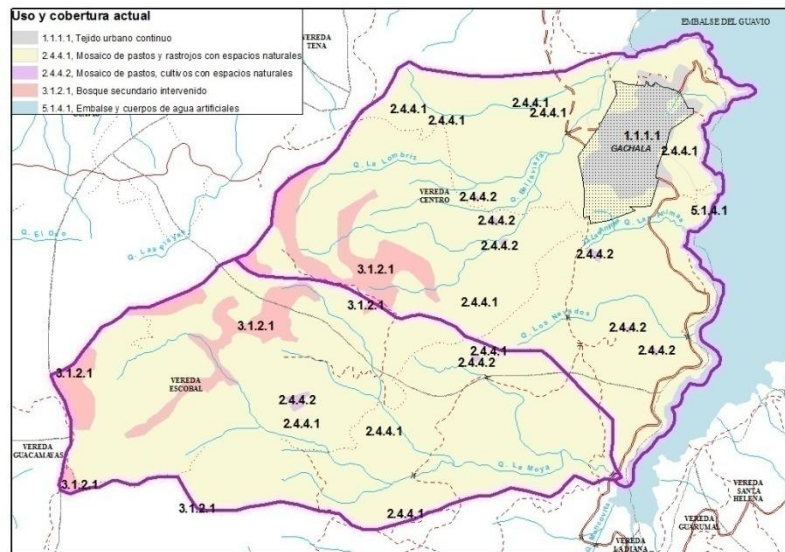 Uso y cobertura actual
1.1.1.1, Tejido urbano continuo
2.4.4.1, Mosaico de pastos y rastrojos con espacios naturales
2.4.4.2, Mosaico de pastos, cultivos con espacios naturales
3.1.2.1, Bosque secundario intervenido
5.1.4.1, Embalse y cuerpos de agua artificiales
VEREDA
TENA
EMBALSE DEL GUAVIO
2.4.4.1
2.4.4.1
2.4.4.1
2.4.4.1
1.1.1.1
GACHALA
2.4.4.1
Q. La Lombriz
VEREDA
CENTRO
2.4.4.2
Q. Bellavista
2.4.4.2
2.4.4.2
5.1.4.1
2.4.4.2
Q. El Oso
3.1.2.1
3.1.2.1
2.4.4.1
Q. Los Nevados
2.4.4.2
2.4.4.2
3.1.2.1
2.4.4.1
2.4.4.2
3.1.2.1
VEREDA
ESCOBAL
2.4.4.2
2.4.4.1
2.4.4.1
VEREDA
GUACAMAYAS
Q. La Moya
3.1.2.1
3.1.2.1
2.4.4.1
VEREDA
SANTA
HELENA
VEREDA
GUARUMAL
VEREDA
LA DIANA